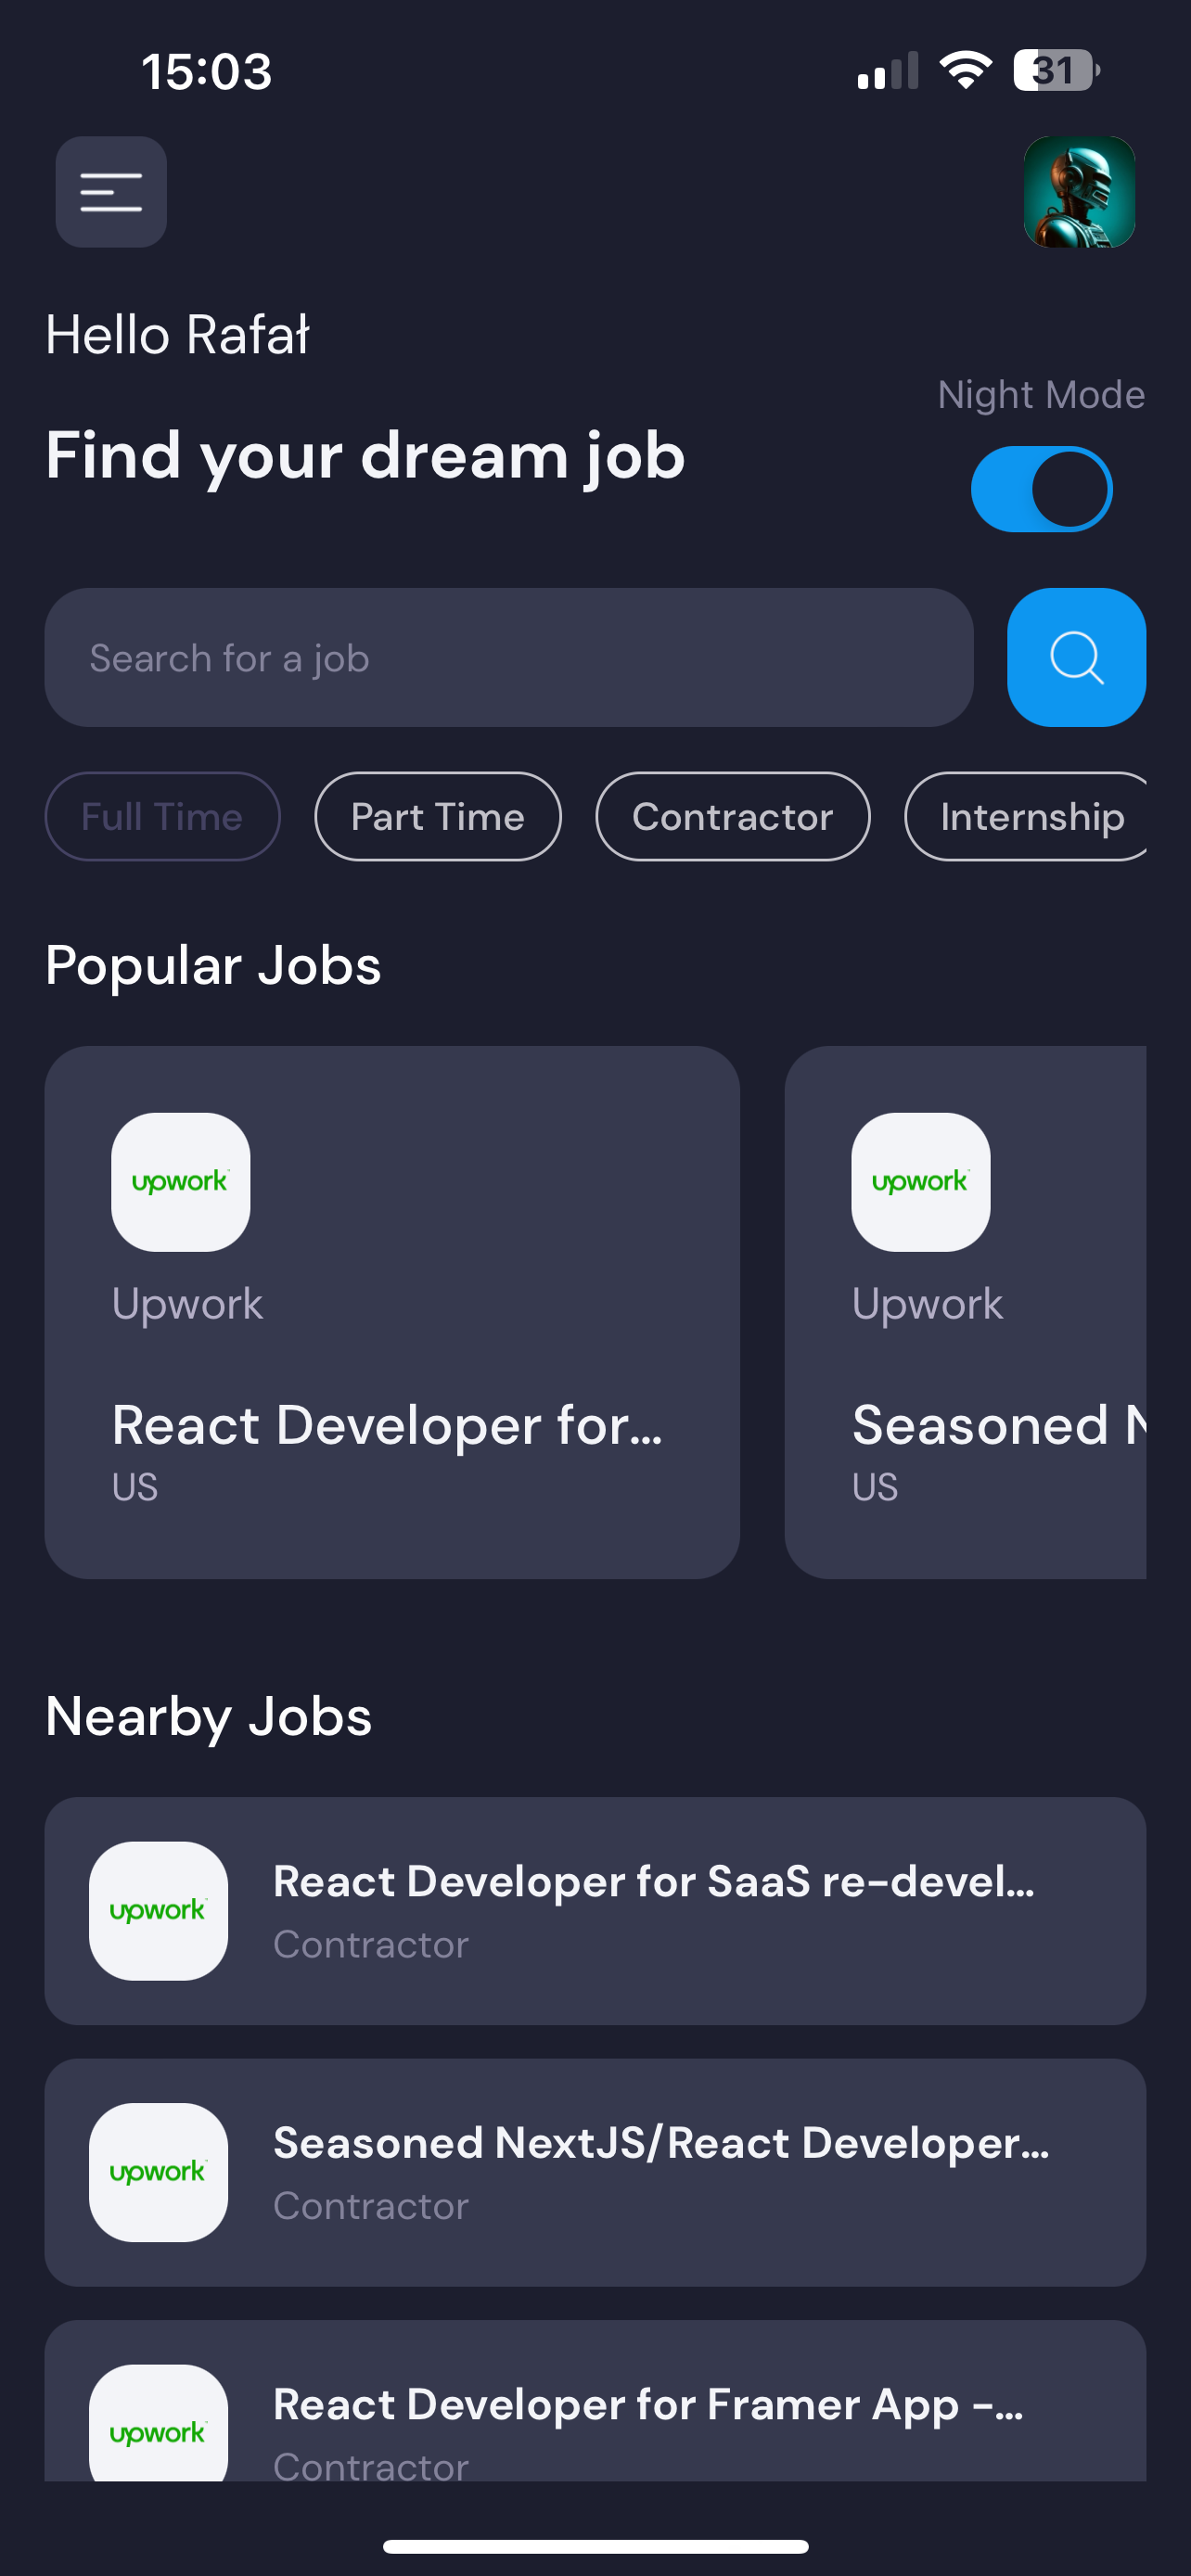 15:03
31
Hello Rafał
Night Mode
Find your dream job
Search for a job
Full Time
Part Time
Contractor
Internship
Popular Jobs
upwork
upwork
Upwork
Upwork
React Developer for...
Seasoned
US
US
Nearby Jobs
upwork
React Developer for SaaS re-devel...
Contractor
upwork
Seasoned NextJS/React Developer...
Contractor
upwork
React Developer for Framer App -...
Contractor